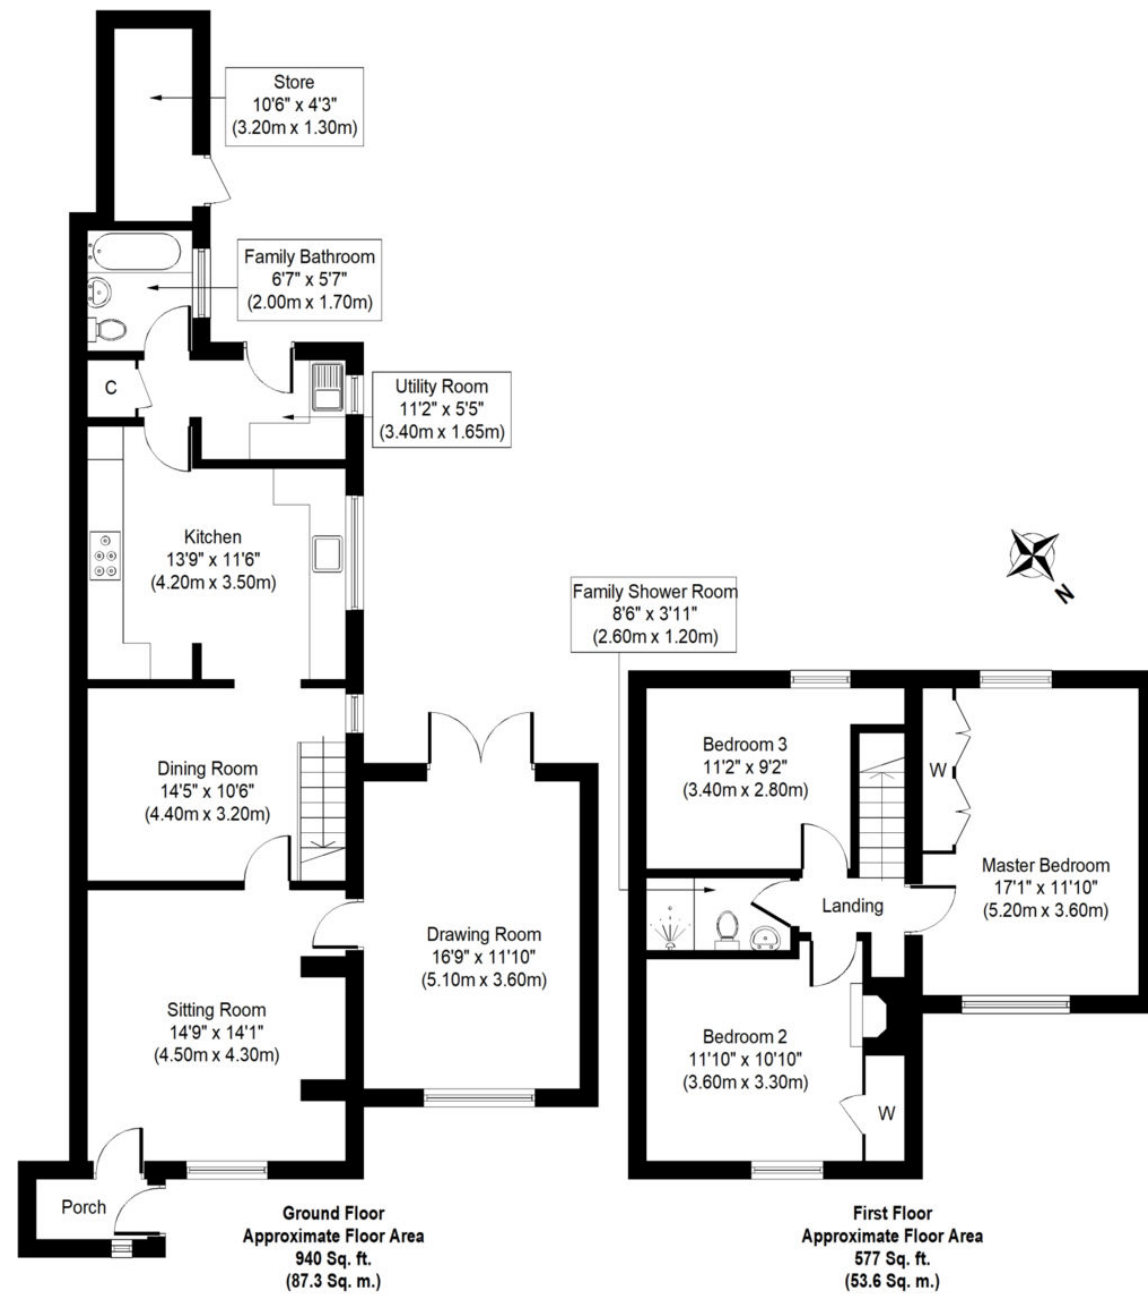 Store
10'6" x 4'3"
(3.20m x 1.30m)
Family Bathroom
6'7" x 5'7"
(2.00m x 1.70m)
C
Utility Room
11'2" x 5'5"
(3.40m x 1.65m)
Kitchen
13'9" x 11'6"
(4.20m x 3.50m)
Dining Room
14'5" x 10'6"
(4.40m x 3.20m)
Drawing Room
16'9" x 11'10"
(5.10m x 3.60m)
Sitting Room
14'9" x 14'1"
(4.50m x 4.30m)
Porch
Ground Floor
Approximate Floor Area
940 Sq. ft.
(87.3 Sq. m.)
N
Family Shower Room
8'6" x 3'11"
(2.60m x 1.20m)
Bedroom 3
11'2" x 9'2"
(3.40m x 2.80m)
W
Master Bedroom
17'1" x 11'10"
(5.20m x 3.60m)
Landing
Bedroom 2
11'10" x 10'10"
(3.60m x 3.30m)
W
First Floor
Approximate Floor Area
577 Sq. ft.
(53.6 Sq. m.)